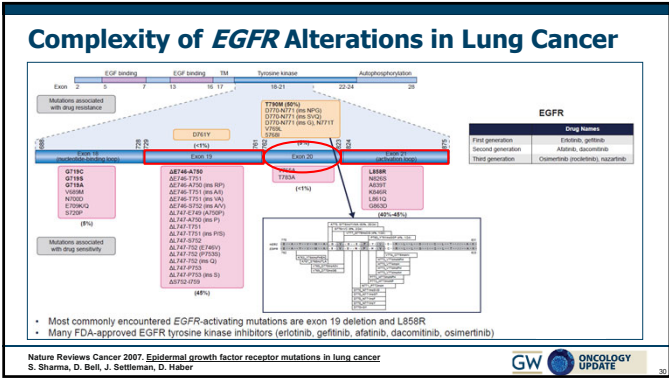 Complexity of EGFR Alterations in Lung Cancer
EGF binding EGF binding TM Tyrosine kinase Autophosphorylation
Exon 2 5 7 13 16 17 18-21 22-24 28
Mutations associated
with drug resistance
T790M (50%)
D770-N771 (ins NPG)
D770-N771 (ins SVQ)
D770-N771 (ins G), N771T
V769L
S768I
D761Y
(<1%)
688 728 729 761 762 823 824 875
Exon 18
(nucleotide-binding loop)
Exon 19
Exon 20
Exon 21
(activation loop)
G719C
G719S
G719A
V689M
N700D
E709K/Q
S720P
(5%)
ΔE746-A750
ΔE746-T751
ΔE746-A750 (ins RP)
ΔE746-T751 (ins A/I)
ΔE746-T751 (ins VA)
ΔE746-S752 (ins A/V)
ΔL747-E749 (A750P)
ΔL747-A750 (ins P)
ΔL747-T751
ΔL747-T751 (ins P/S)
ΔL747-S752
ΔL747-752 (E746V)
ΔL747-752 (P753S)
ΔL747-S752 (ins Q)
ΔL747-P753
ΔL747-P753 (ins S)
ΔS752-I759
(45%)
T783A
(<1%)
L858R
N826S
A839T
K846R
L861Q
G863D
(40%-45%)
Mutations associated
with drug sensitivity
EGFR
Drug Names
First generation Erlotinib, gefitinib
Second generation Afatinib, dacomitinib
Third generation Osimertinib (rociletinib), nazartinib
• Most commonly encountered EGFR-activating mutations are exon 19 deletion and L858R
• Many FDA-approved EGFR tyrosine kinase inhibitors (erlotinib, gefitinib, afatinib, dacomitinib, osimertinib)
Nature Reviews Cancer 2007. Epidermal growth factor receptor mutations in lung cancer
S. Sharma, D. Bell, J. Settleman, D. Haber
GW ONCOLOGY
UPDATE
30